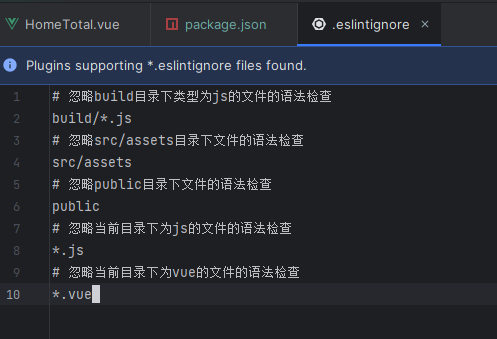 HomeTotal.vue
package.json
.eslintignore
Plugins supporting *.eslintignore files found.
1 # 忽略build目录下类型为js的文件的语法检查
2 build/*.js
3 # 忽略src/assets目录下文件的语法检查
4 src/assets
5 # 忽略public目录下文件的语法检查
6 public
7 # 忽略当前目录下为js的文件的语法检查
8 *.js
9 # 忽略当前目录下为vue的文件的语法检查
10 *.vue